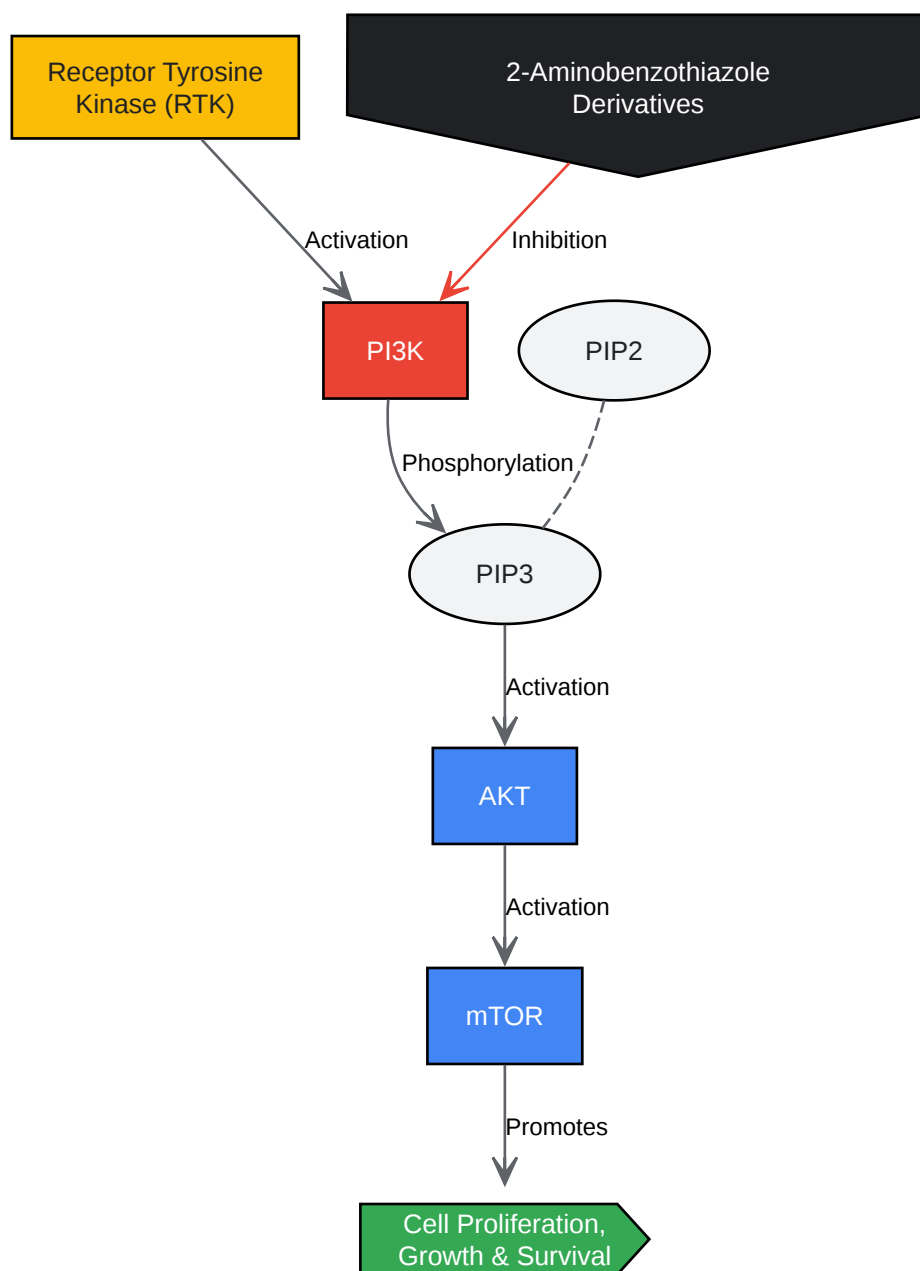 Receptor Tyrosine
Kinase (RTK)
2-Aminobenzothiazole
Derivatives
Activation
Inhibition
PI3K
PIP2
Phosphorylation
PIP3
Activation
AKT
Activation
mTOR
Promotes
Cell Proliferation,
Growth & Survival